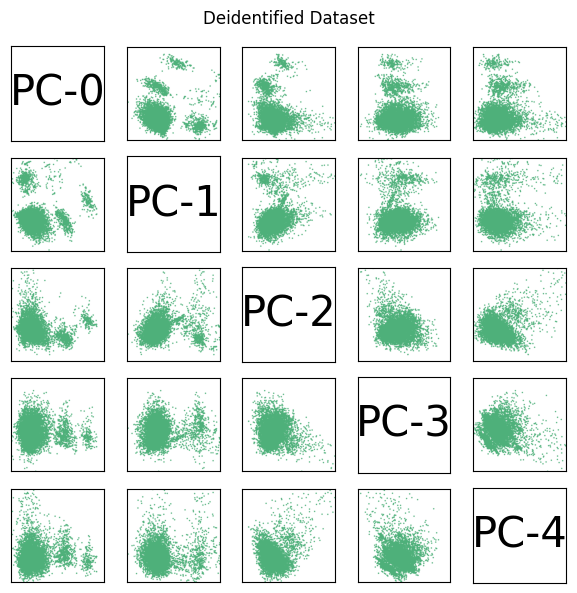 Deidentified Dataset
PC-0
PC-1
PC-2
PC-3
PC-4